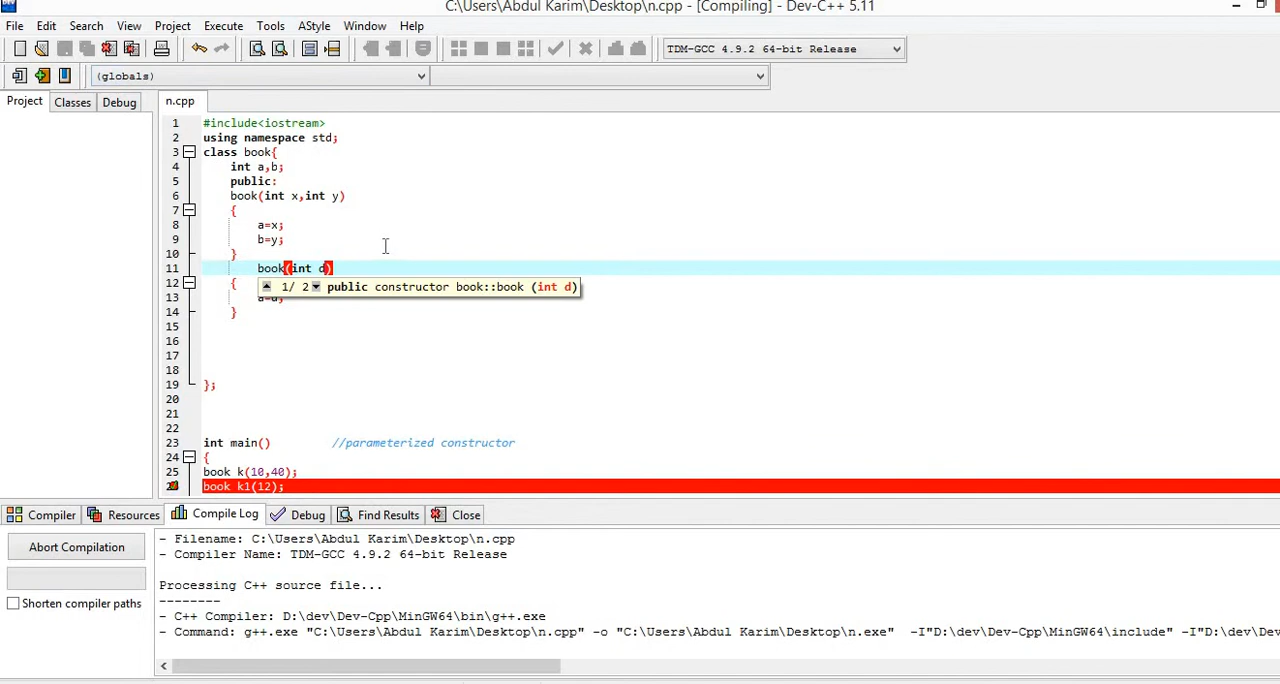 C:\Users\Abdul Karim\Desktop\n.cpp - [Compiling] - Dev-C++ 5.11
File Edit Search View Project Execute Tools AStyle Window Help
TDM-GCC 4.9.2 64-bit Release
(globals)
Project Classes Debug n.cpp
1 #include<iostream>
2 using namespace std;
3 class book{
4 int a,b;
5 public:
6 book(int x,int y)
7 {
8 a=x;
9 b=y;
10 }
11 book(int d)
12 { 1/ 2 public constructor book::book (int d)
13 a=d;
14 }
15
16
17
18
19 };
20
21
22
23 int main() //parameterized constructor
24 {
25 book k(10,40);
book k1(12);
Compiler Resources Compile Log Debug Find Results Close
Abort Compilation
Shorten compiler paths
- Filename: C:\Users\Abdul Karim\Desktop\n.cpp
- Compiler Name: TDM-GCC 4.9.2 64-bit Release
Processing C++ source file...
--------
- C++ Compiler: D:\dev\Dev-Cpp\MinGW64\bin\g++.exe
- Command: g++.exe "C:\Users\Abdul Karim\Desktop\n.cpp" -o "C:\Users\Abdul Karim\Desktop\n.exe" -I"D:\dev\Dev-Cpp\MinGW64\include" -I"D:\dev\Dev